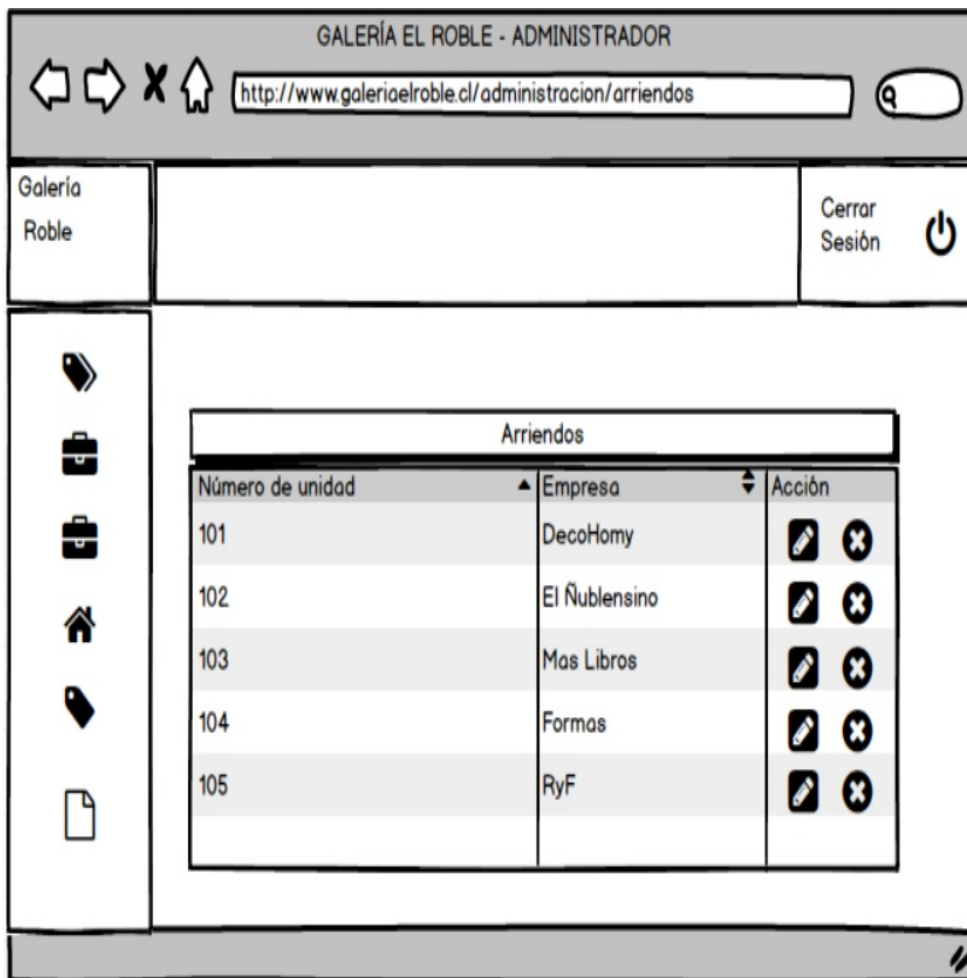 GALERÍA EL ROBLE - ADMINISTRADOR
http://www.galeriaelroble.cl/administracion/arriendos
Galería
Roble
Cerrar
Sesión
Arriendos
Número de unidad Empresa Acción
101 DecoHomy
102 El Ñublensino
103 Mas Libros
104 Formas
105 RyF